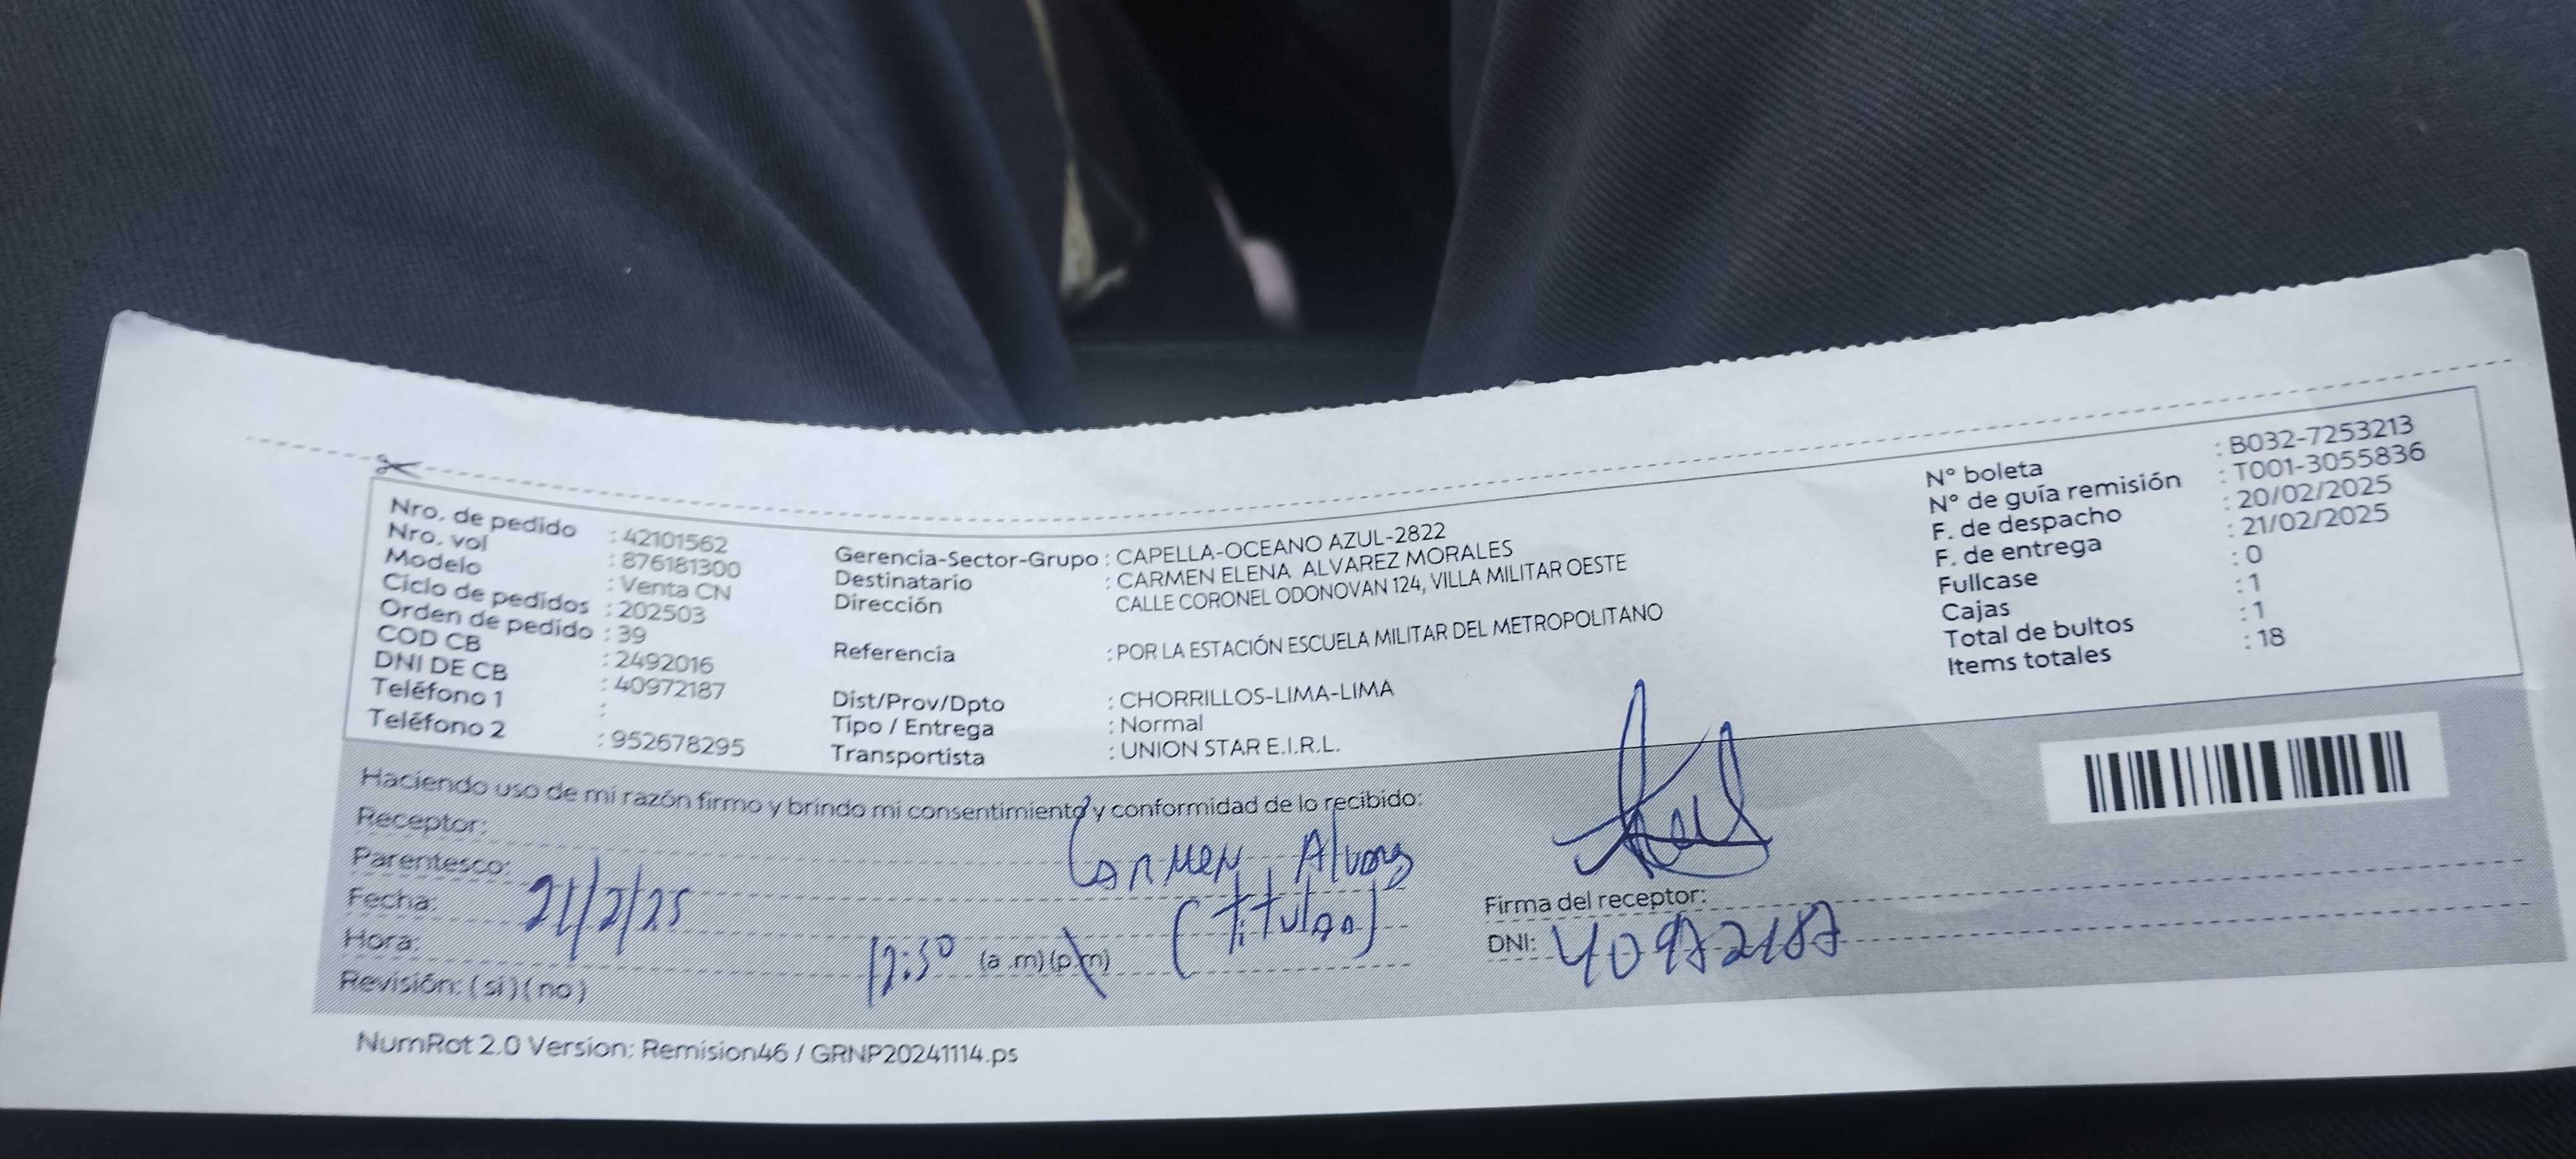 Nro. de pedido : 42101562
Nro. vol : 876181300
Modelo : Venta CN
Ciclo de pedidos : 202503
Orden de pedido : 39
COD CB : 2492016
DNI DE CB : 40972187
Teléfono 1 :
Teléfono 2 : 952678295
Gerencia-Sector-Grupo : CAPELLA-OCEANO AZUL-2822
Destinatario : CARMEN ELENA ALVAREZ MORALES
Dirección CALLE CORONEL ODONOVAN 124, VILLA MILITAR OESTE
Referencia : POR LA ESTACIÓN ESCUELA MILITAR DEL METROPOLITANO
Dist/Prov/Dpto : CHORRILLOS-LIMA-LIMA
Tipo / Entrega : Normal
Transportista : UNION STAR E.I.R.L.
N° boleta : B032-7253213
N° de guía remisión : T001-3055836
F. de despacho : 20/02/2025
F. de entrega : 21/02/2025
Fullcase : 0
Cajas : 1
Total de bultos : 1
Items totales : 18
Haciendo uso de mi razón firmo y brindo mi consentimiento y conformidad de lo recibido:
Receptor: Carmen
Parentesco: (titular)
Fecha: 21/2/25
Hora: (a .m) (p.m)
Revisión: (si) (no)
Firma del receptor:
DNI: 40972187
NumRot 2.0 Version: Remision46 / GRNP20241114.ps